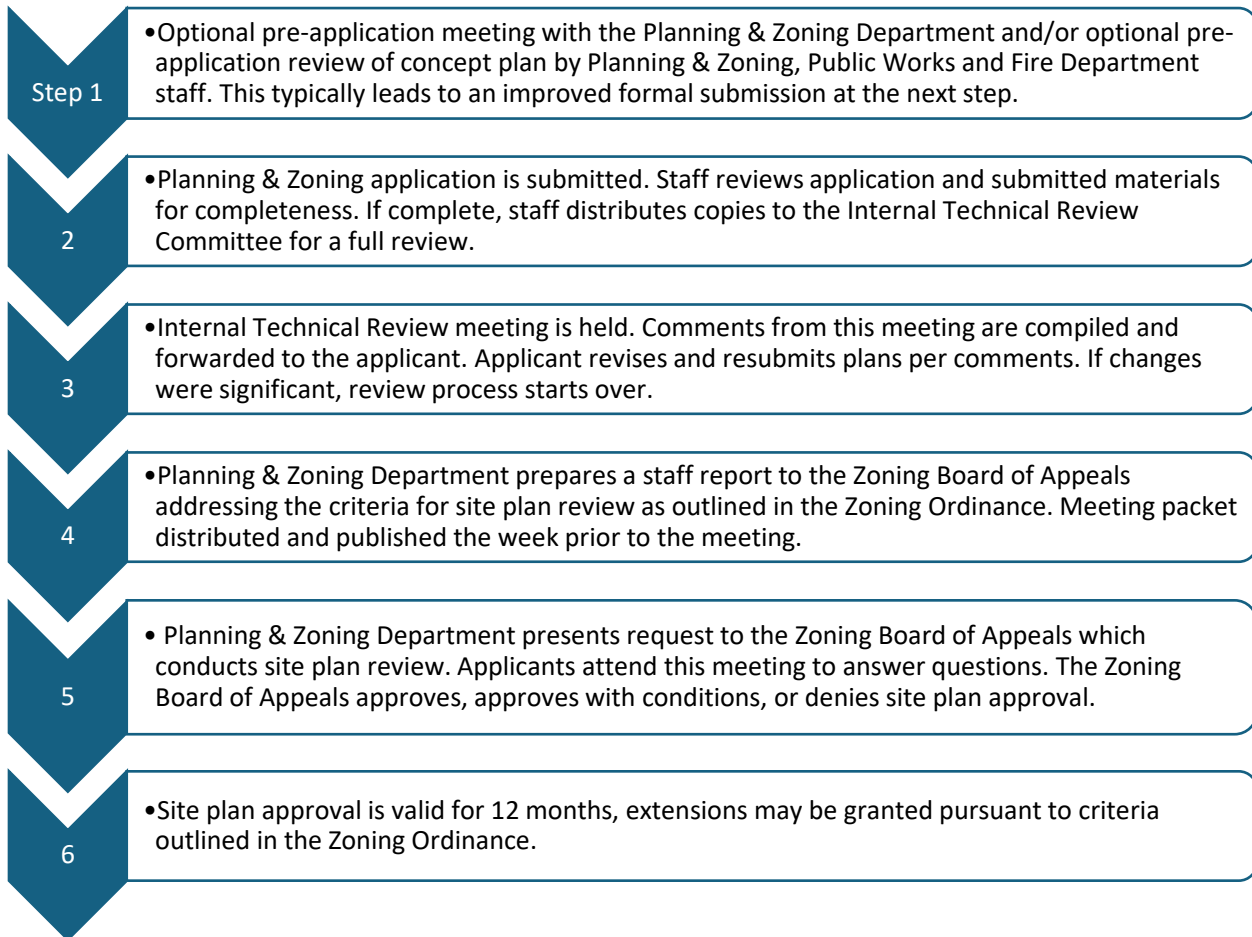 Step 1
•Optional pre-application meeting with the Planning & Zoning Department and/or optional pre-
application review of concept plan by Planning & Zoning, Public Works and Fire Department
staff. This typically leads to an improved formal submission at the next step.
2
•Planning & Zoning application is submitted. Staff reviews application and submitted materials
for completeness. If complete, staff distributes copies to the Internal Technical Review
Committee for a full review.
3
•Internal Technical Review meeting is held. Comments from this meeting are compiled and
forwarded to the applicant. Applicant revises and resubmits plans per comments. If changes
were significant, review process starts over.
4
•Planning & Zoning Department prepares a staff report to the Zoning Board of Appeals
addressing the criteria for site plan review as outlined in the Zoning Ordinance. Meeting packet
distributed and published the week prior to the meeting.
5
• Planning & Zoning Department presents request to the Zoning Board of Appeals which
conducts site plan review. Applicants attend this meeting to answer questions. The Zoning
Board of Appeals approves, approves with conditions, or denies site plan approval.
6
•Site plan approval is valid for 12 months, extensions may be granted pursuant to criteria
outlined in the Zoning Ordinance.